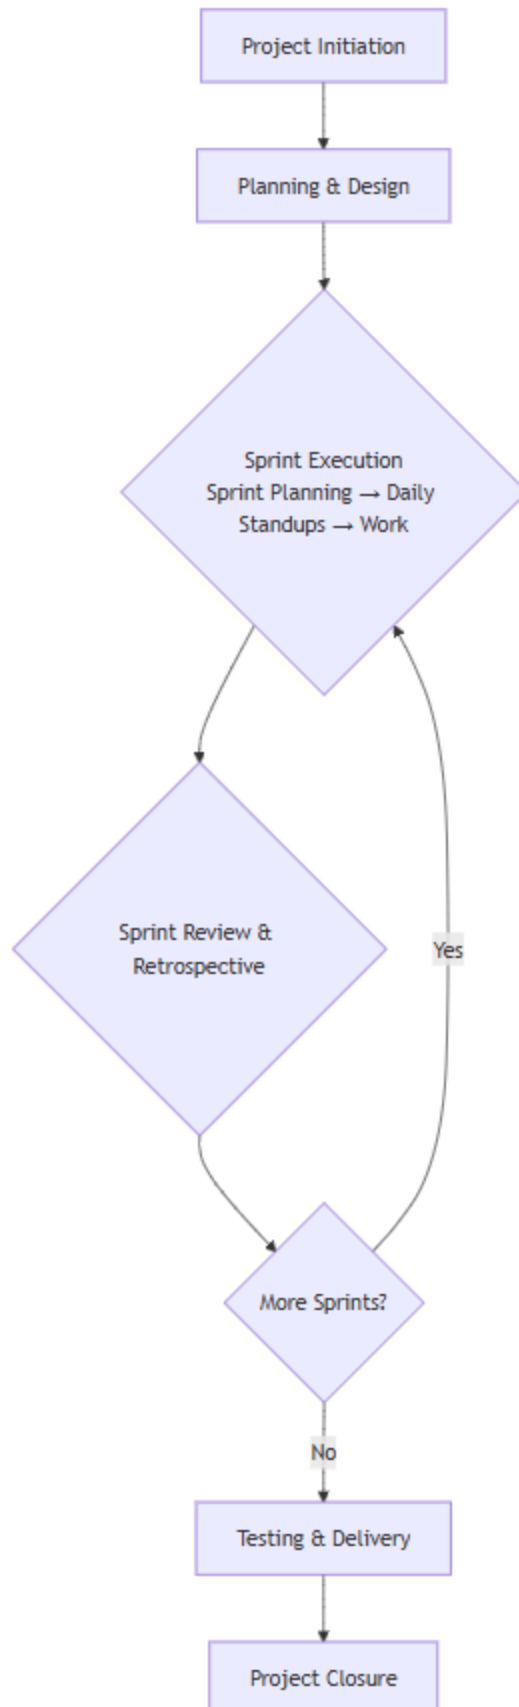 Project Initiation
Planning & Design
Sprint Execution
Sprint Planning → Daily
Standups → Work
Sprint Review &
Retrospective
Yes
More Sprints?
No
Testing & Delivery
Project Closure